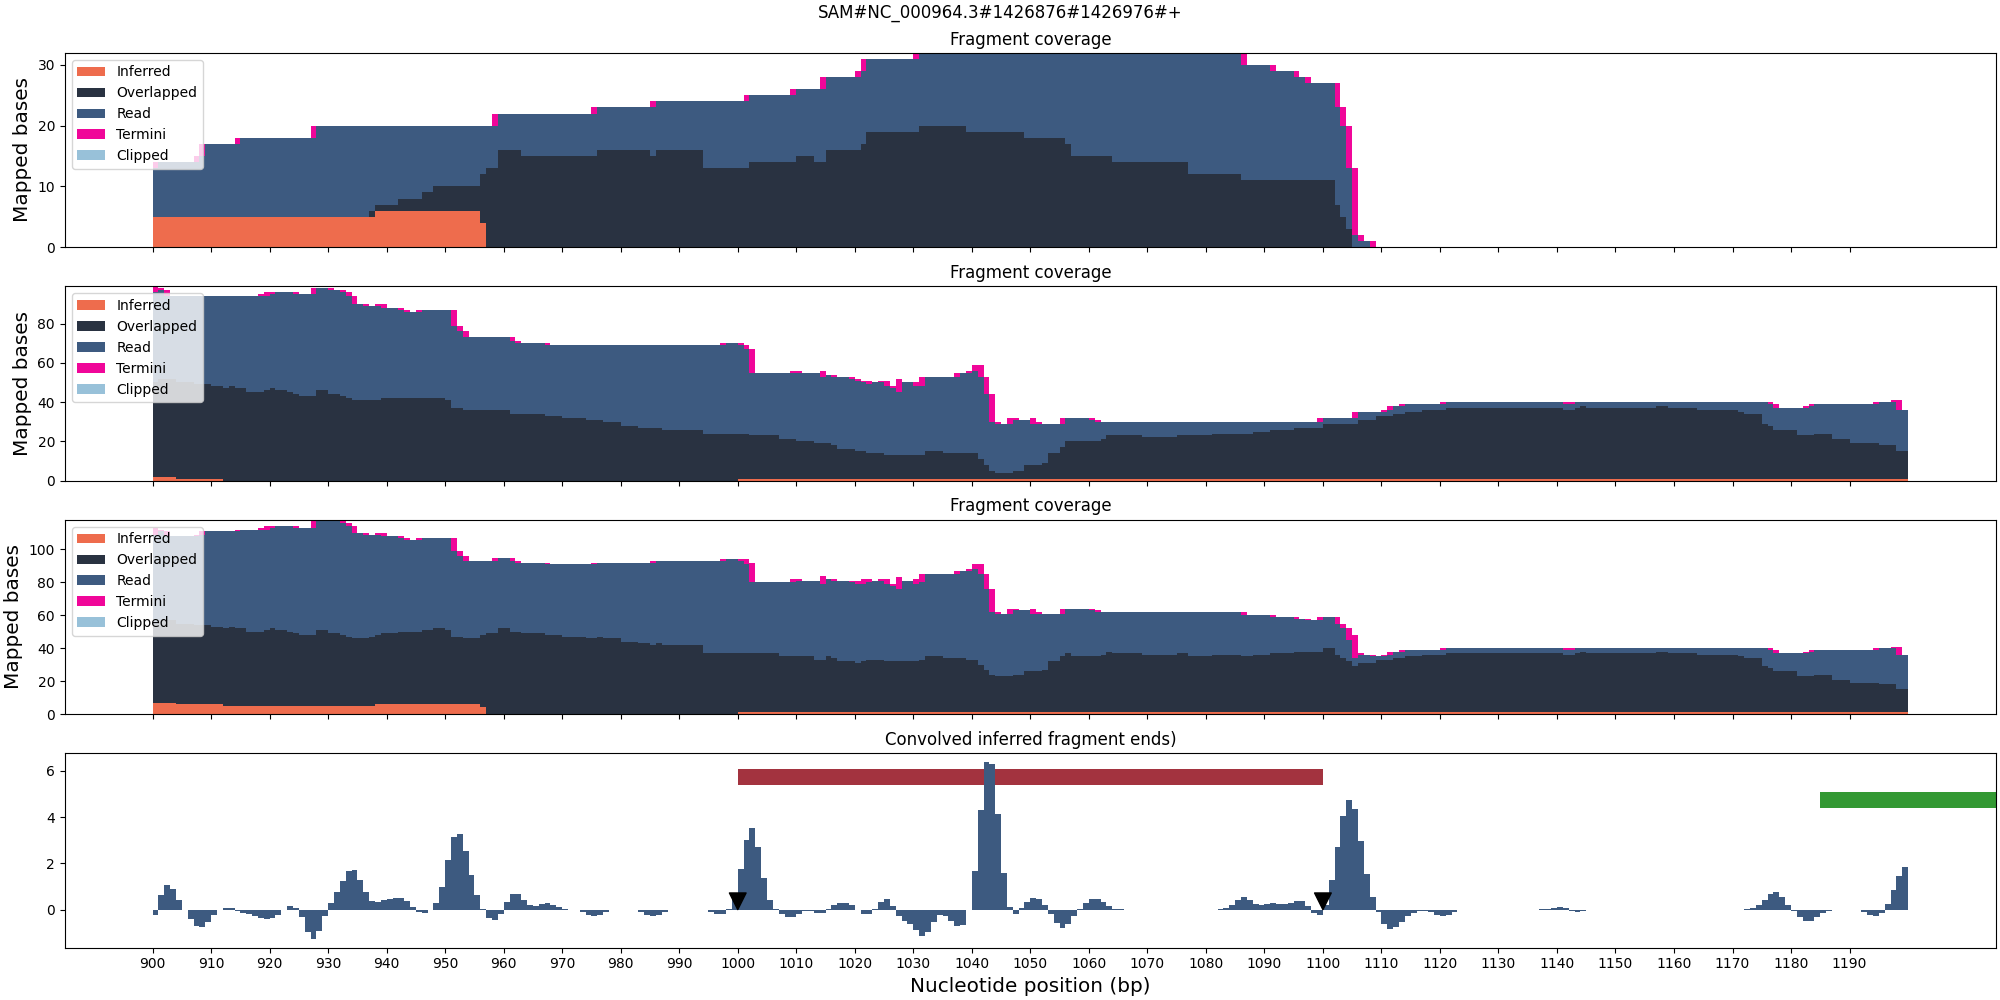 SAM#NC_000964.3#1426876#1426976#+
Fragment coverage
Mapped bases
30
20
10
0
Inferred
Overlapped
Read
Termini
Clipped
Fragment coverage
Mapped bases
80
60
40
20
0
Inferred
Overlapped
Read
Termini
Clipped
Fragment coverage
Mapped bases
100
80
60
40
20
0
Inferred
Overlapped
Read
Termini
Clipped
Convolved inferred fragment ends)
6
4
2
0
900 910 920 930 940 950 960 970 980 990 1000 1010 1020 1030 1040 1050 1060 1070 1080 1090 1100 1110 1120 1130 1140 1150 1160 1170 1180 1190
Nucleotide position (bp)